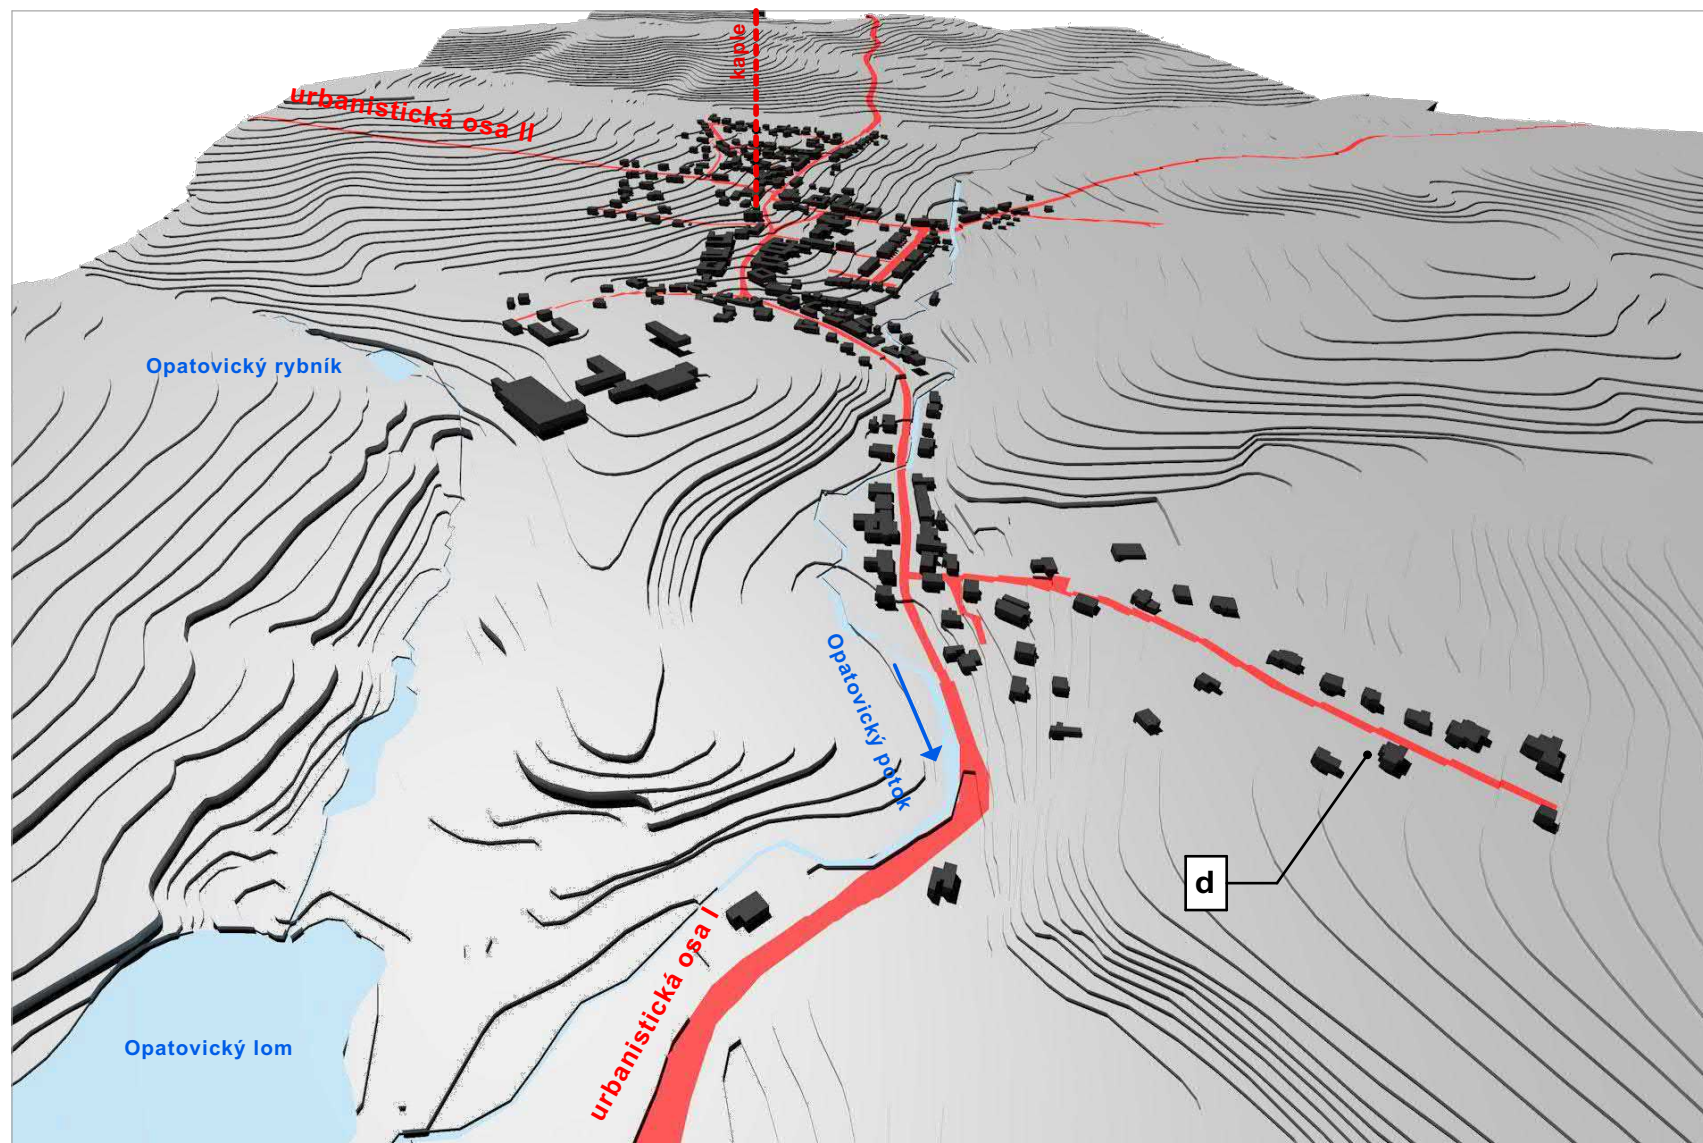 kaple
urbanistická osa II
Opatovický rybník
Opatovický potok
d
urbanistická osa I
Opatovický lom